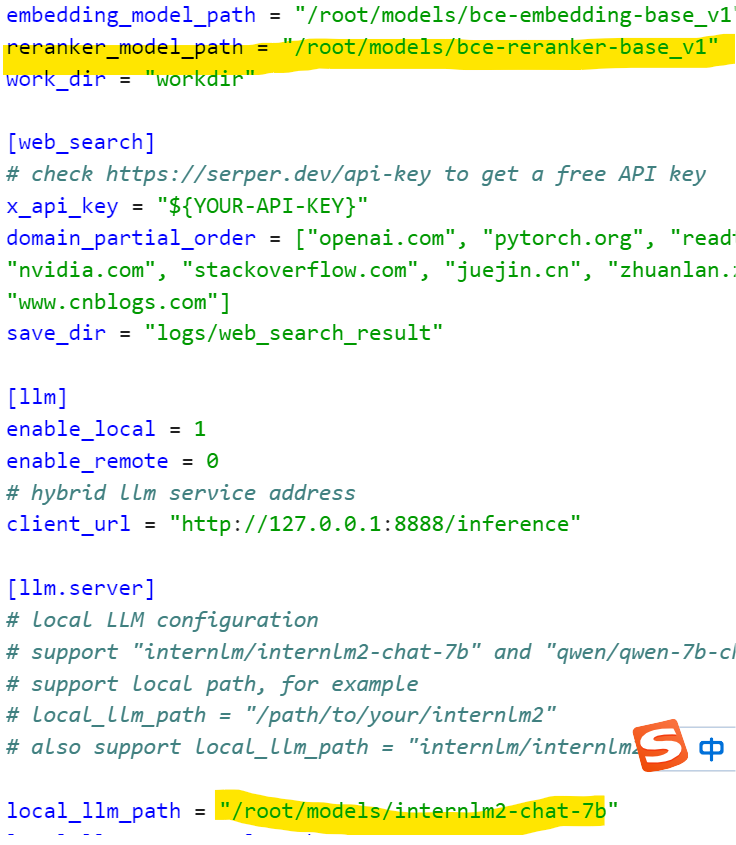 embedding_model_path = "/root/models/bce-embedding-base_v1"
reranker_model_path = "/root/models/bce-reranker-base_v1"
work_dir = "workdir"
[web_search]
# check https://serper.dev/api-key to get a free API key
x_api_key = "${YOUR-API-KEY}"
domain_partial_order = ["openai.com", "pytorch.org", "readt
"nvidia.com", "stackoverflow.com", "juejin.cn", "zhuanlan.z
"www.cnblogs.com"]
save_dir = "logs/web_search_result"
[llm]
enable_local = 1
enable_remote = 0
# hybrid llm service address
client_url = "http://127.0.0.1:8888/inference"
[llm.server]
# local LLM configuration
# support "internlm/internlm2-chat-7b" and "qwen/qwen-7b-ch
# support local path, for example
# local_llm_path = "/path/to/your/internlm2"
# also support local_llm_path = "internlm/internlm2
中
local_llm_path = "/root/models/internlm2-chat-7b"